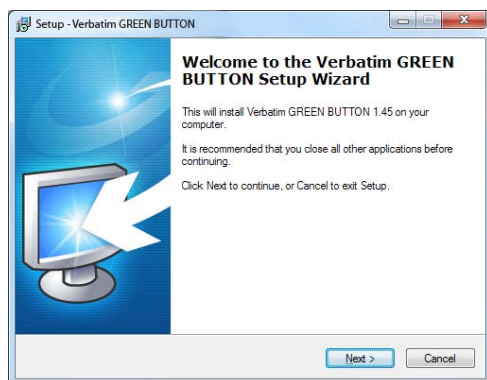 Setup - Verbatim GREEN BUTTON
Welcome to the Verbatim GREEN
BUTTON Setup Wizard
This will install Verbatim GREEN BUTTON 1.45 on your
computer.
It is recommended that you close all other applications before
continuing.
Click Next to continue, or Cancel to exit Setup.
Next >
Cancel